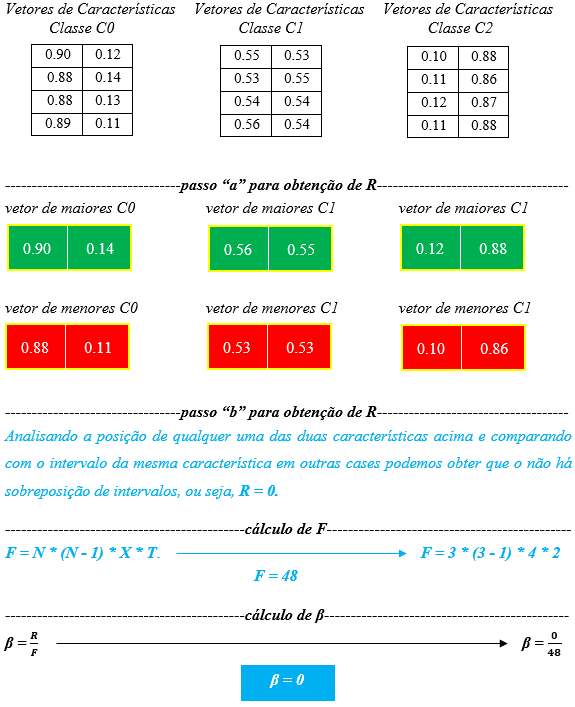 Vetores de Características Vetores de Características Vetores de Características
Classe C0 Classe C1 Classe C2
0.90 0.12 0.55 0.53 0.10 0.88
0.88 0.14 0.53 0.55 0.11 0.86
0.88 0.13 0.54 0.54 0.12 0.87
0.89 0.11 0.56 0.54 0.11 0.88
---------------------------------passo “a” para obtenção de R------------------------------------
vetor de maiores C0 vetor de maiores C1 vetor de maiores C1
0.90 0.14 0.56 0.55 0.12 0.88
vetor de menores C0 vetor de menores C1 vetor de menores C1
0.88 0.11 0.53 0.53 0.10 0.86
---------------------------------passo “b” para obtenção de R------------------------------------
Analisando a posição de qualquer uma das duas características acima e comparando
com o intervalo da mesma característica em outras cases podemos obter que o não há
sobreposição de intervalos, ou seja, R = 0.
---------------------------------------------cálculo de F----------------------------------------------
F = N * (N - 1) * X * T. F = 3 * (3 - 1) * 4 * 2
F = 48
---------------------------------------------cálculo de β----------------------------------------------
β = R/F β = 0/48
β = 0